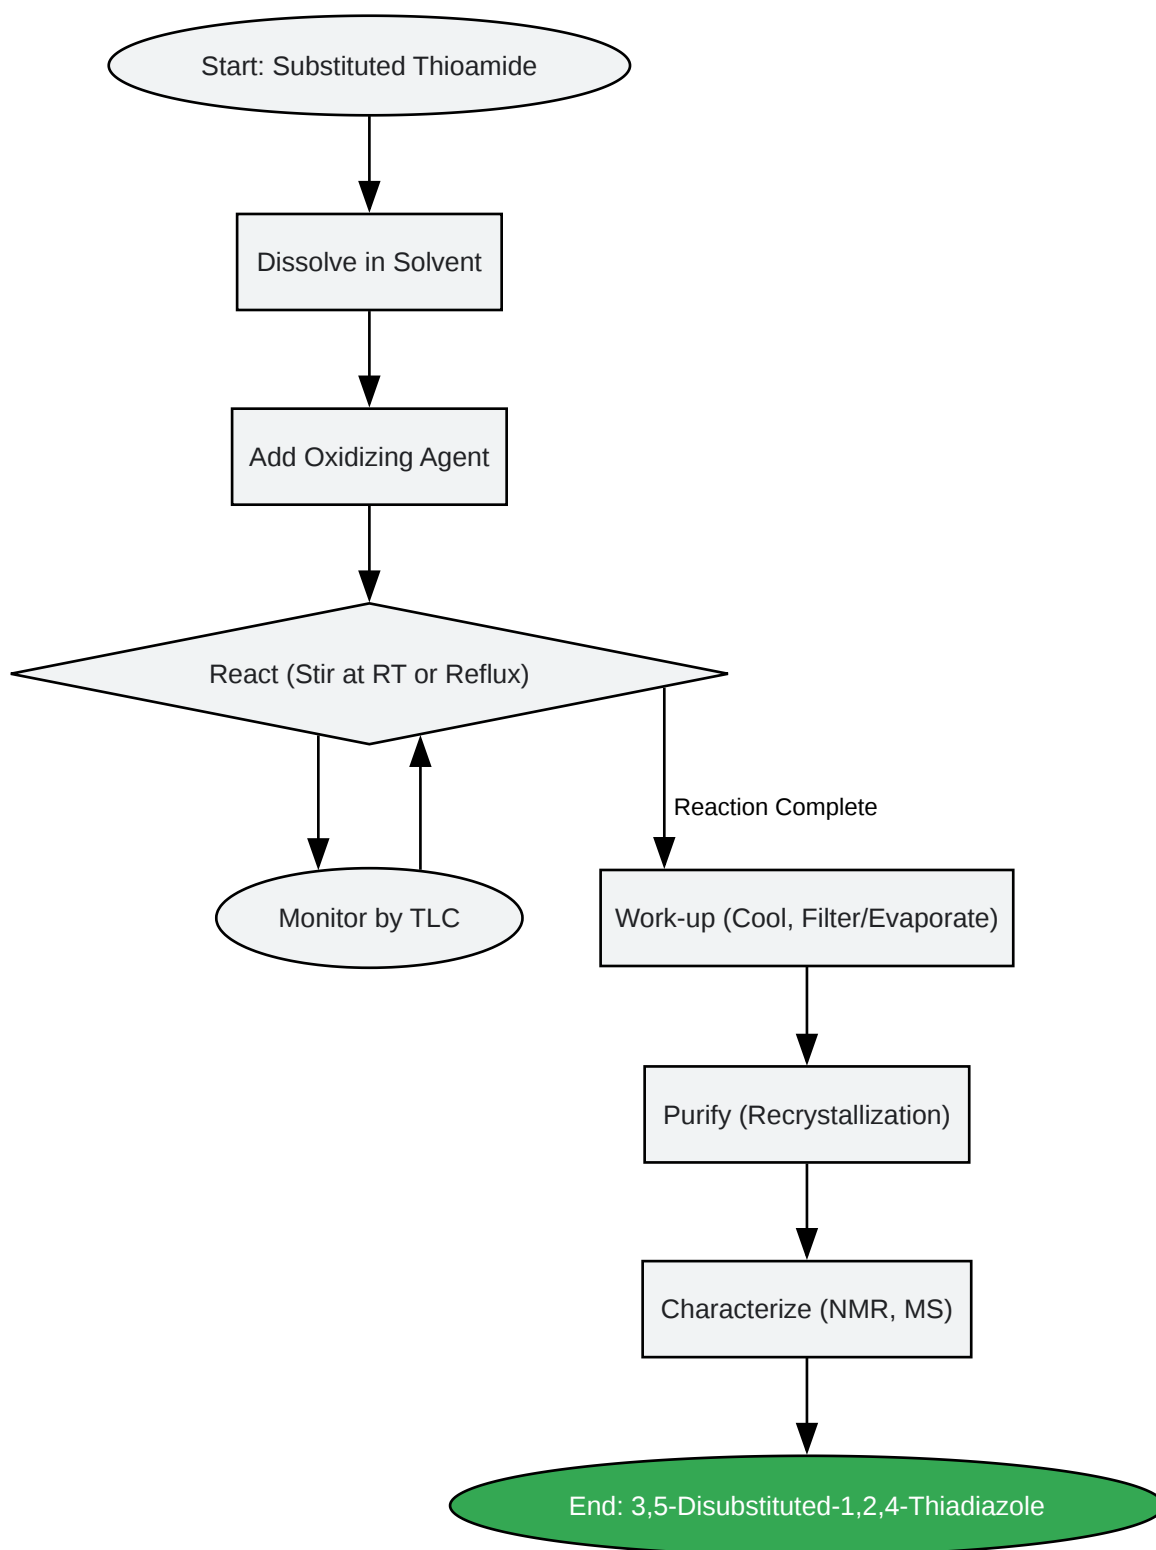 Start: Substituted Thioamide
Dissolve in Solvent
Add Oxidizing Agent
React (Stir at RT or Reflux)
Reaction Complete
Monitor by TLC
Work-up (Cool, Filter/Evaporate)
Purify (Recrystallization)
Characterize (NMR, MS)
End: 3,5-Disubstituted-1,2,4-Thiadiazole